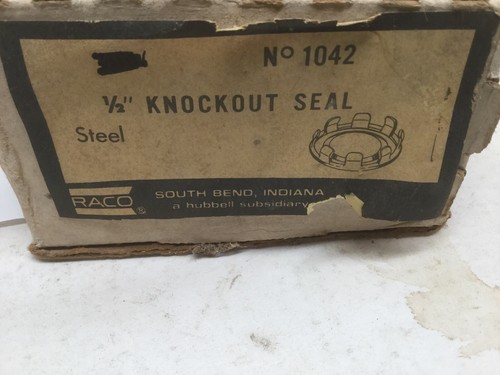 Nº 1042
½" KNOCKOUT SEAL
Steel
RACO ®
SOUTH BEND, INDIANA
a hubbell subsidiary